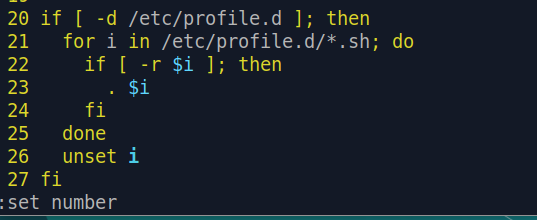 20 if [ -d /etc/profile.d ]; then
21   for i in /etc/profile.d/*.sh; do
22     if [ -r $i ]; then
23       . $i
24     fi
25   done
26   unset i
27 fi
:set number